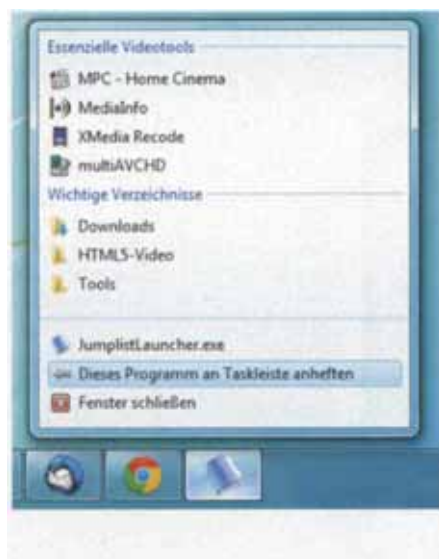 Essenzielle Videotools
MPC - Home Cinema
MediaInfo
XMedia Recode
multiAVCHD
Wichtige Verzeichnisse
Downloads
HTML5-Video
Tools
JumplistLauncher.exe
Dieses Programm an Taskleiste anheften
Fenster schließen